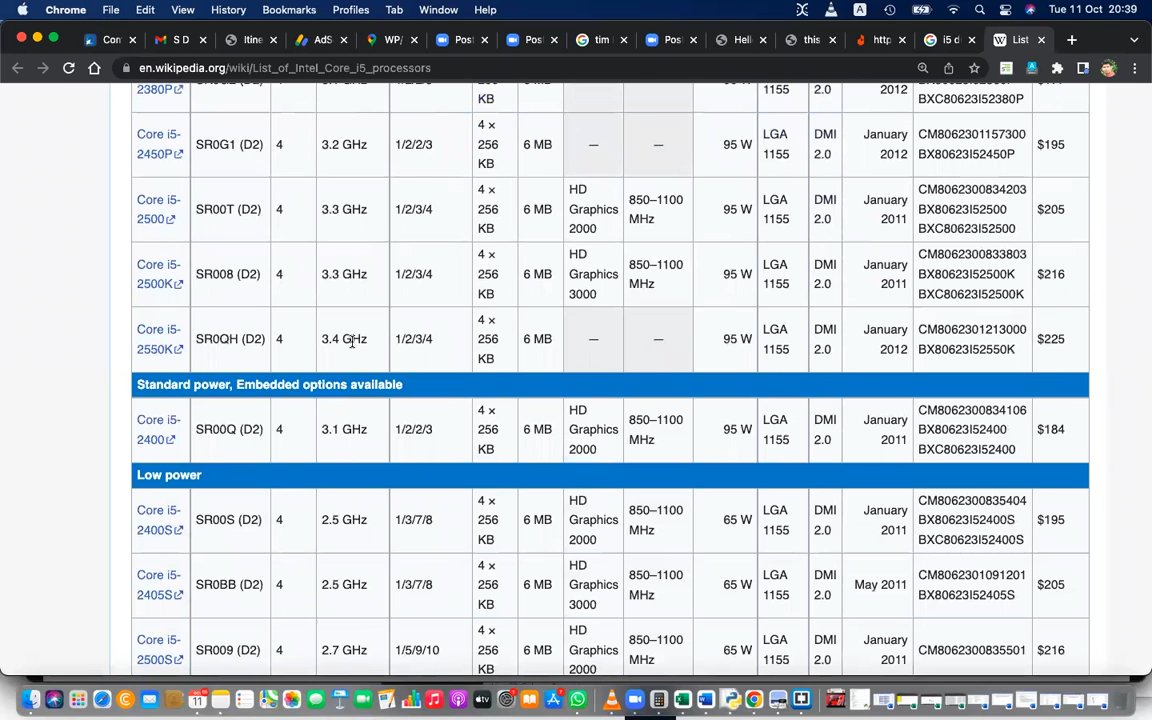 Chrome File Edit View History Bookmarks Profiles Tab Window Help A Tue 11 Oct 20:39
Con S D Itine AdS WP/ Post Post tim Post Hello this http i5 d List
en.wikipedia.org/wiki/List_of_Intel_Core_i5_processors
2380P KB 1155 2.0 2012 BXC80623I52380P
Core i5-2450P SR0G1 (D2) 4 3.2 GHz 1/2/2/3 4 × 256 KB 6 MB — — 95 W LGA 1155 DMI 2.0 January 2012 CM8062301157300 BX80623I52450P $195
Core i5-2500 SR00T (D2) 4 3.3 GHz 1/2/3/4 4 × 256 KB 6 MB HD Graphics 2000 850–1100 MHz 95 W LGA 1155 DMI 2.0 January 2011 CM8062300834203 BX80623I52500 BXC80623I52500 $205
Core i5-2500K SR008 (D2) 4 3.3 GHz 1/2/3/4 4 × 256 KB 6 MB HD Graphics 3000 850–1100 MHz 95 W LGA 1155 DMI 2.0 January 2011 CM8062300833803 BX80623I52500K BXC80623I52500K $216
Core i5-2550K SR0QH (D2) 4 3.4 GHz 1/2/3/4 4 × 256 KB 6 MB — — 95 W LGA 1155 DMI 2.0 January 2012 CM8062301213000 BX80623I52550K $225
Standard power, Embedded options available
Core i5-2400 SR00Q (D2) 4 3.1 GHz 1/2/2/3 4 × 256 KB 6 MB HD Graphics 2000 850–1100 MHz 95 W LGA 1155 DMI 2.0 January 2011 CM8062300834106 BX80623I52400 BXC80623I52400 $184
Low power
Core i5-2400S SR00S (D2) 4 2.5 GHz 1/3/7/8 4 × 256 KB 6 MB HD Graphics 2000 850–1100 MHz 65 W LGA 1155 DMI 2.0 January 2011 CM8062300835404 BX80623I52400S BXC80623I52400S $195
Core i5-2405S SR0BB (D2) 4 2.5 GHz 1/3/7/8 4 × 256 KB 6 MB HD Graphics 3000 850–1100 MHz 65 W LGA 1155 DMI 2.0 May 2011 CM8062301091201 BX80623I52405S $205
Core i5-2500S SR009 (D2) 4 2.7 GHz 1/5/9/10 4 × 256 KB 6 MB HD Graphics 2000 850–1100 MHz 65 W LGA 1155 DMI 2.0 January 2011 CM8062300835501 $216